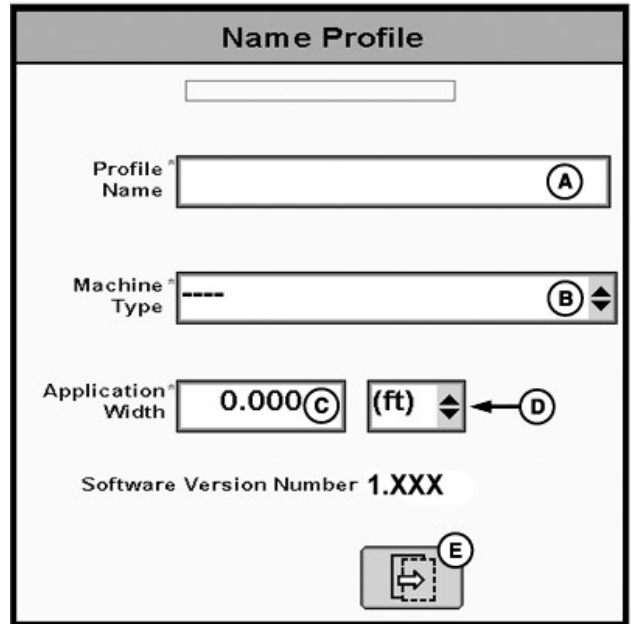 Name Profile
Profile*
Name
A
Machine*
Type
----
B
Application*
Width
0.000
C
(ft)
D
Software Version Number 1.XXX
E